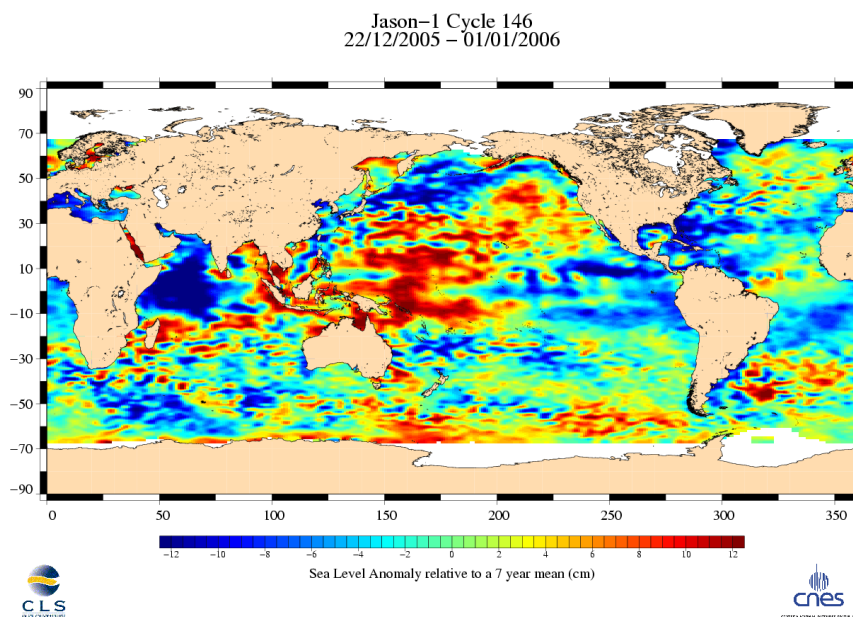 Jason-1 Cycle 146
22/12/2005 – 01/01/2006
90
70
50
30
10
−10
−30
−50
−70
−90
0 50 100 150 200 250 300 350
−12 −10 −8 −6 −4 −2 0 2 4 6 8 10 12
Sea Level Anomaly relative to a 7 year mean (cm)
CLS
cnes